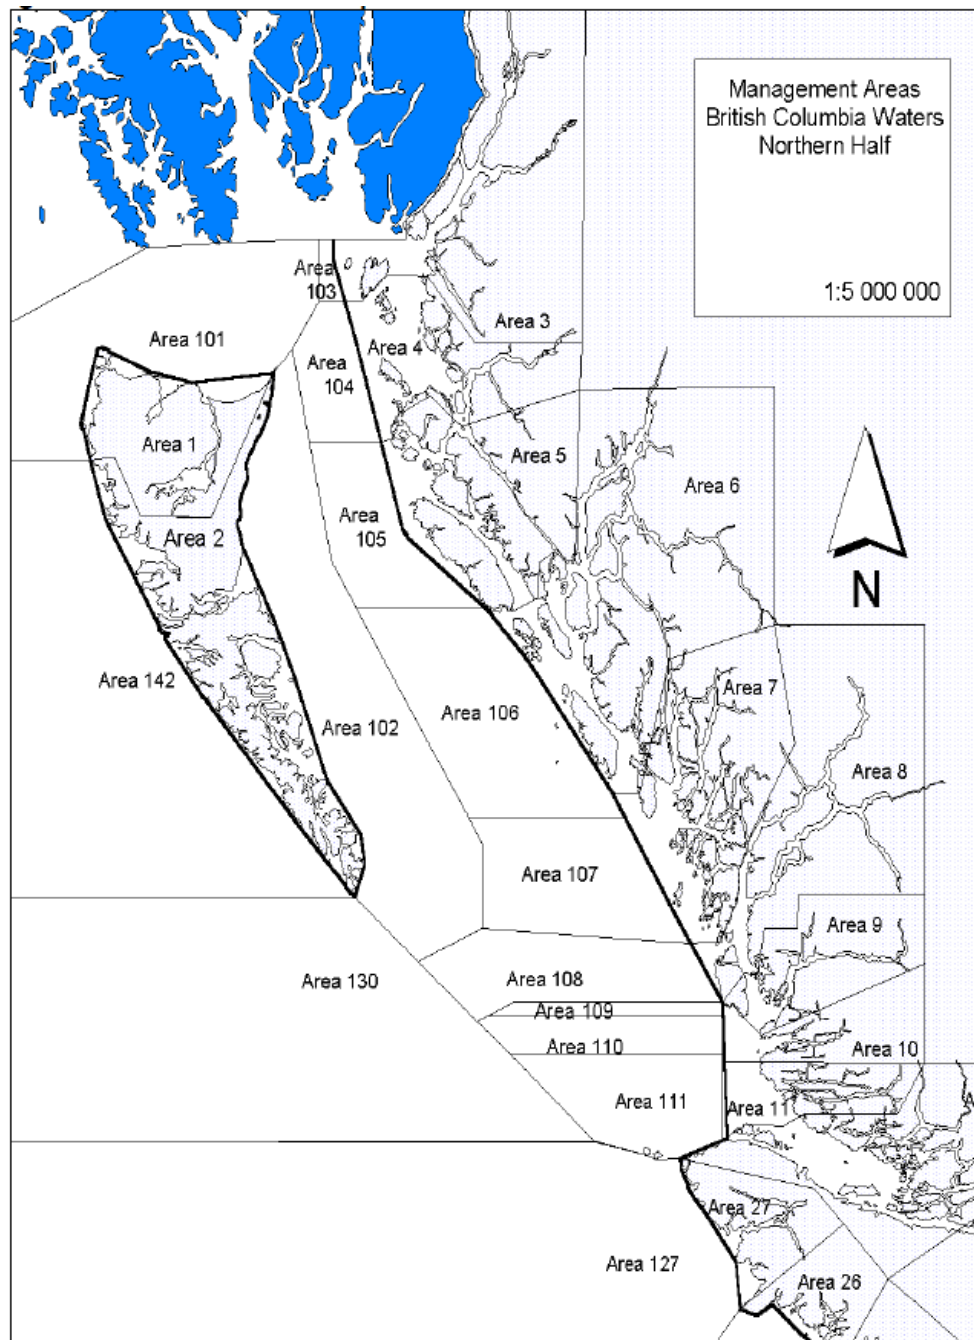 Management Areas
British Columbia Waters
Northern Half
1:5 000 000
Area
103
Area 3
Area 101
Area 4
Area
104
Area 1
Area 5
Area 6
Area
105
Area 2
N
Area 142
Area 7
Area 106
Area 102
Area 8
Area 107
Area 9
Area 130
Area 108
Area 109
Area 110
Area 10
Area 111
Area 11
A
Area 27
Area 127
Area 26